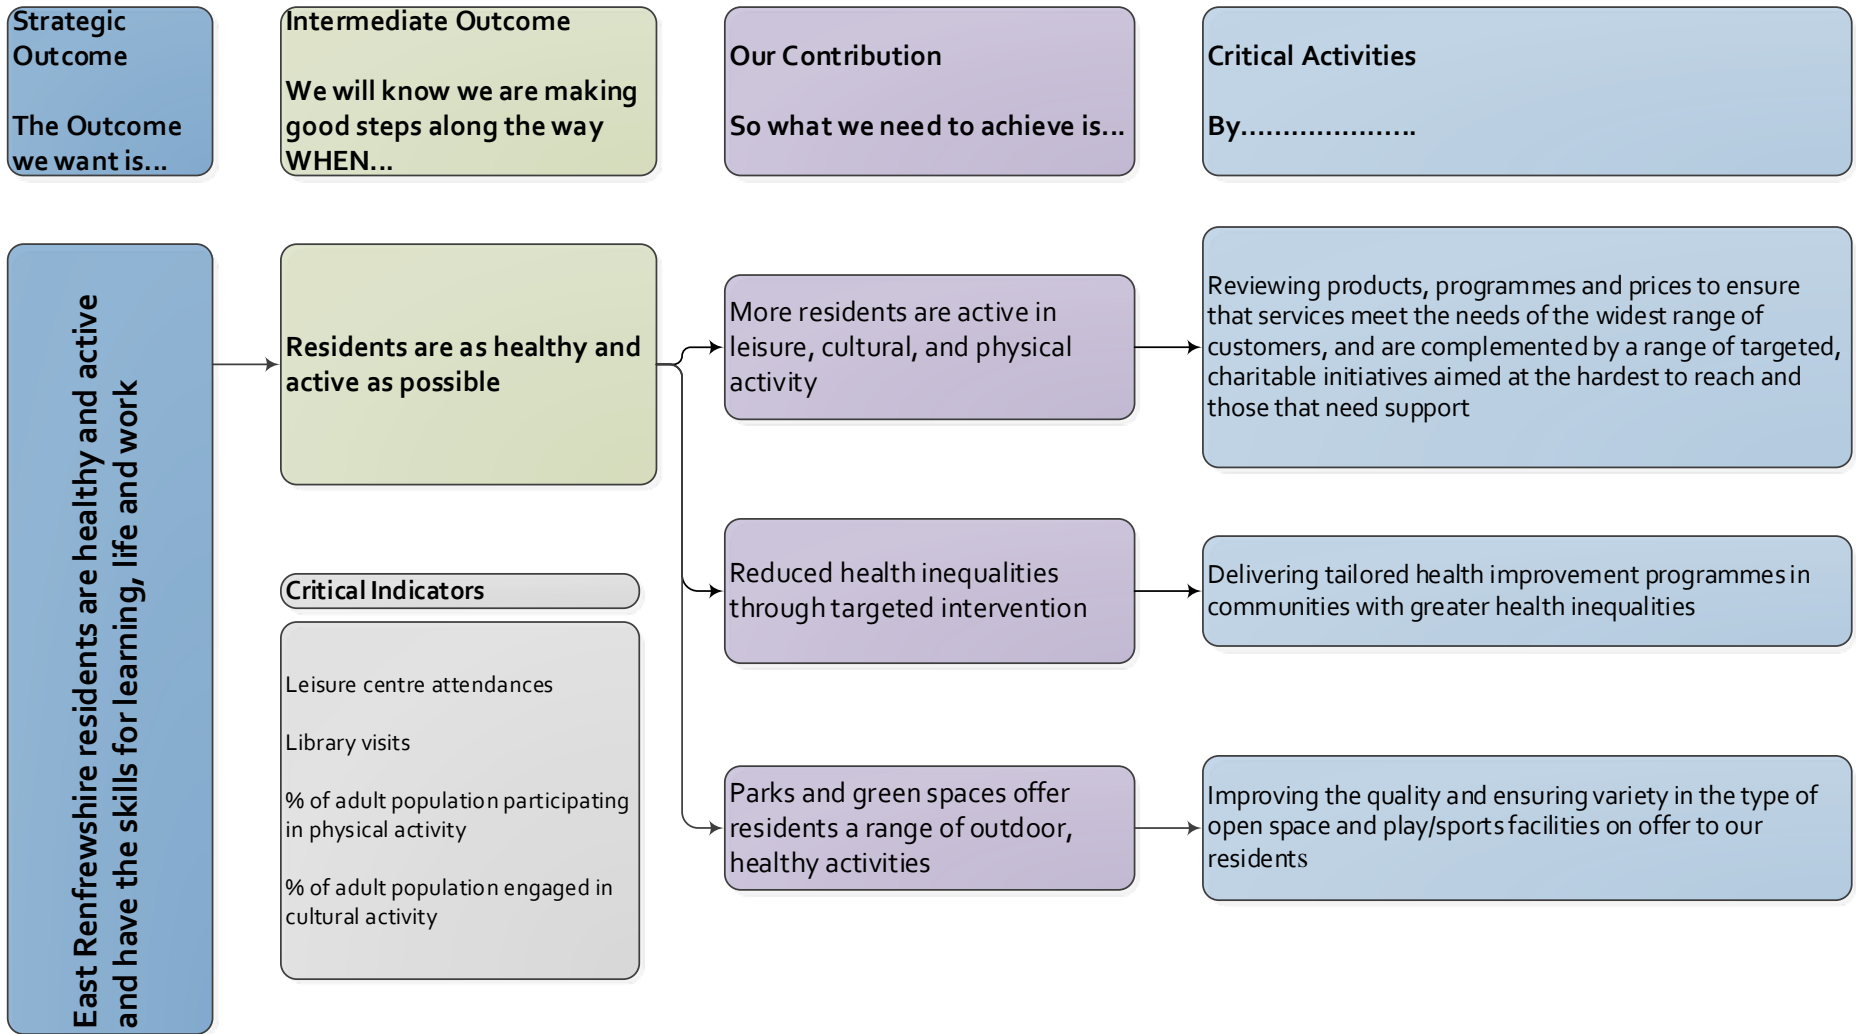 Strategic
Outcome
The Outcome
we want is...
Intermediate Outcome
We will know we are making
good steps along the way
WHEN...
Our Contribution
So what we need to achieve is...
Critical Activities
By.....................
East Renfrewshire residents are healthy and active
and have the skills for learning, life and work
Residents are as healthy and
active as possible
Critical Indicators
Leisure centre attendances
Library visits
% of adult population participating
in physical activity
% of adult population engaged in
cultural activity
More residents are active in
leisure, cultural, and physical
activity
Reviewing products, programmes and prices to ensure
that services meet the needs of the widest range of
customers, and are complemented by a range of targeted,
charitable initiatives aimed at the hardest to reach and
those that need support
Reduced health inequalities
through targeted intervention
Delivering tailored health improvement programmes in
communities with greater health inequalities
Parks and green spaces offer
residents a range of outdoor,
healthy activities
Improving the quality and ensuring variety in the type of
open space and play/sports facilities on offer to our
residents